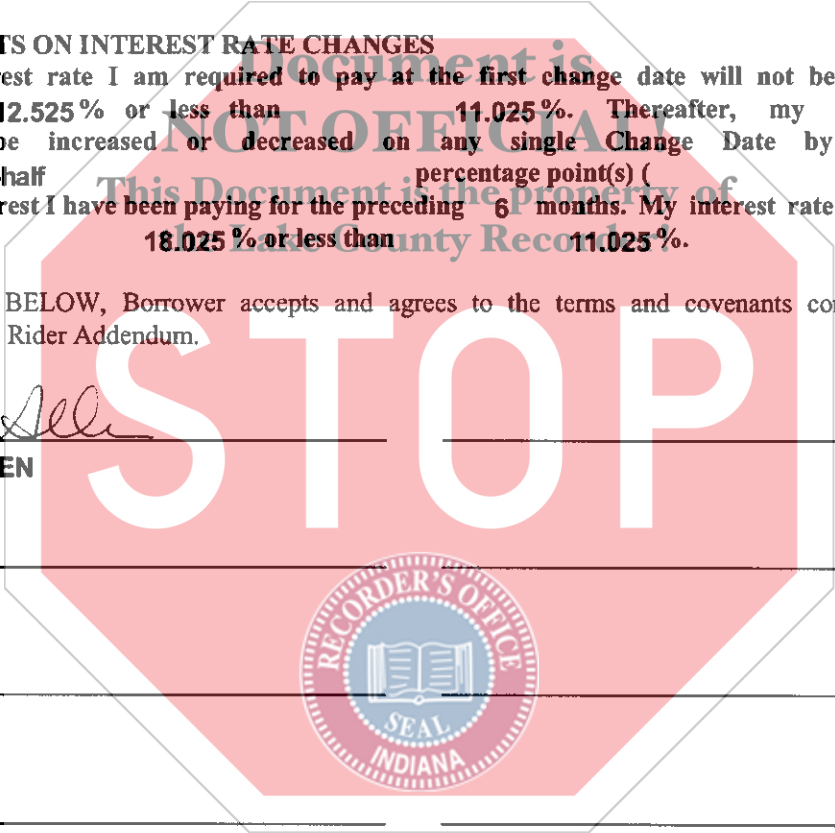 TS ON INTEREST RATE CHANGES
Document is
est rate I am required to pay at the first change date will not be
12.525 % or less than 11.025 %. Thereafter, my
NOT OFFICIAL!
be increased or decreased on any single Change Date by
half percentage point(s) (
This Document is the property of
rest I have been paying for the preceding 6 months. My interest rate
the Lake County Recorder!
18.025 % or less than 11.025 %.
BELOW, Borrower accepts and agrees to the terms and covenants co
Rider Addendum.
STOP
EN
RECORDER'S OFFICE
SEAL
INDIANA